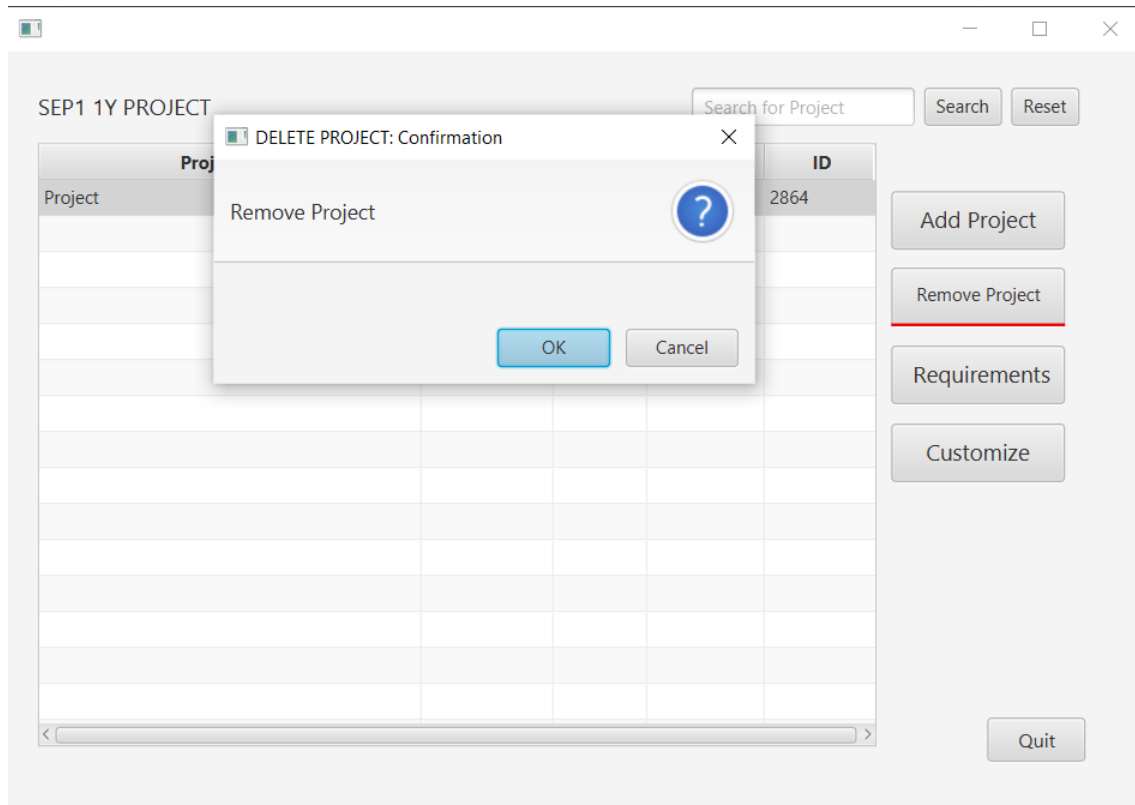 SEP1 1Y PROJECT
Search for Project
Search
Reset
DELETE PROJECT: Confirmation
Proj
ID
Project
2864
Remove Project
OK
Cancel
Add Project
Remove Project
Requirements
Customize
Quit